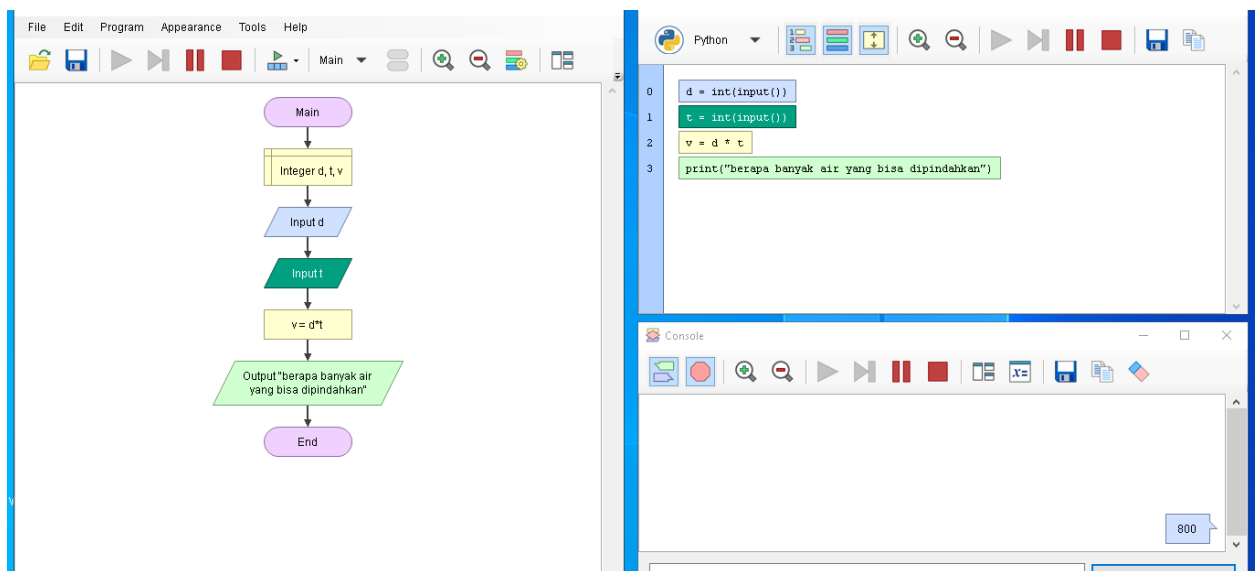 File Edit Program Appearance Tools Help
Main
Main
Integer d, t, v
Input d
Input t
v = d*t
Output "berapa banyak air
yang bisa dipindahkan"
End
Python
0 d = int(input())
1 t = int(input())
2 v = d * t
3 print("berapa banyak air yang bisa dipindahkan")
Console
x=
800